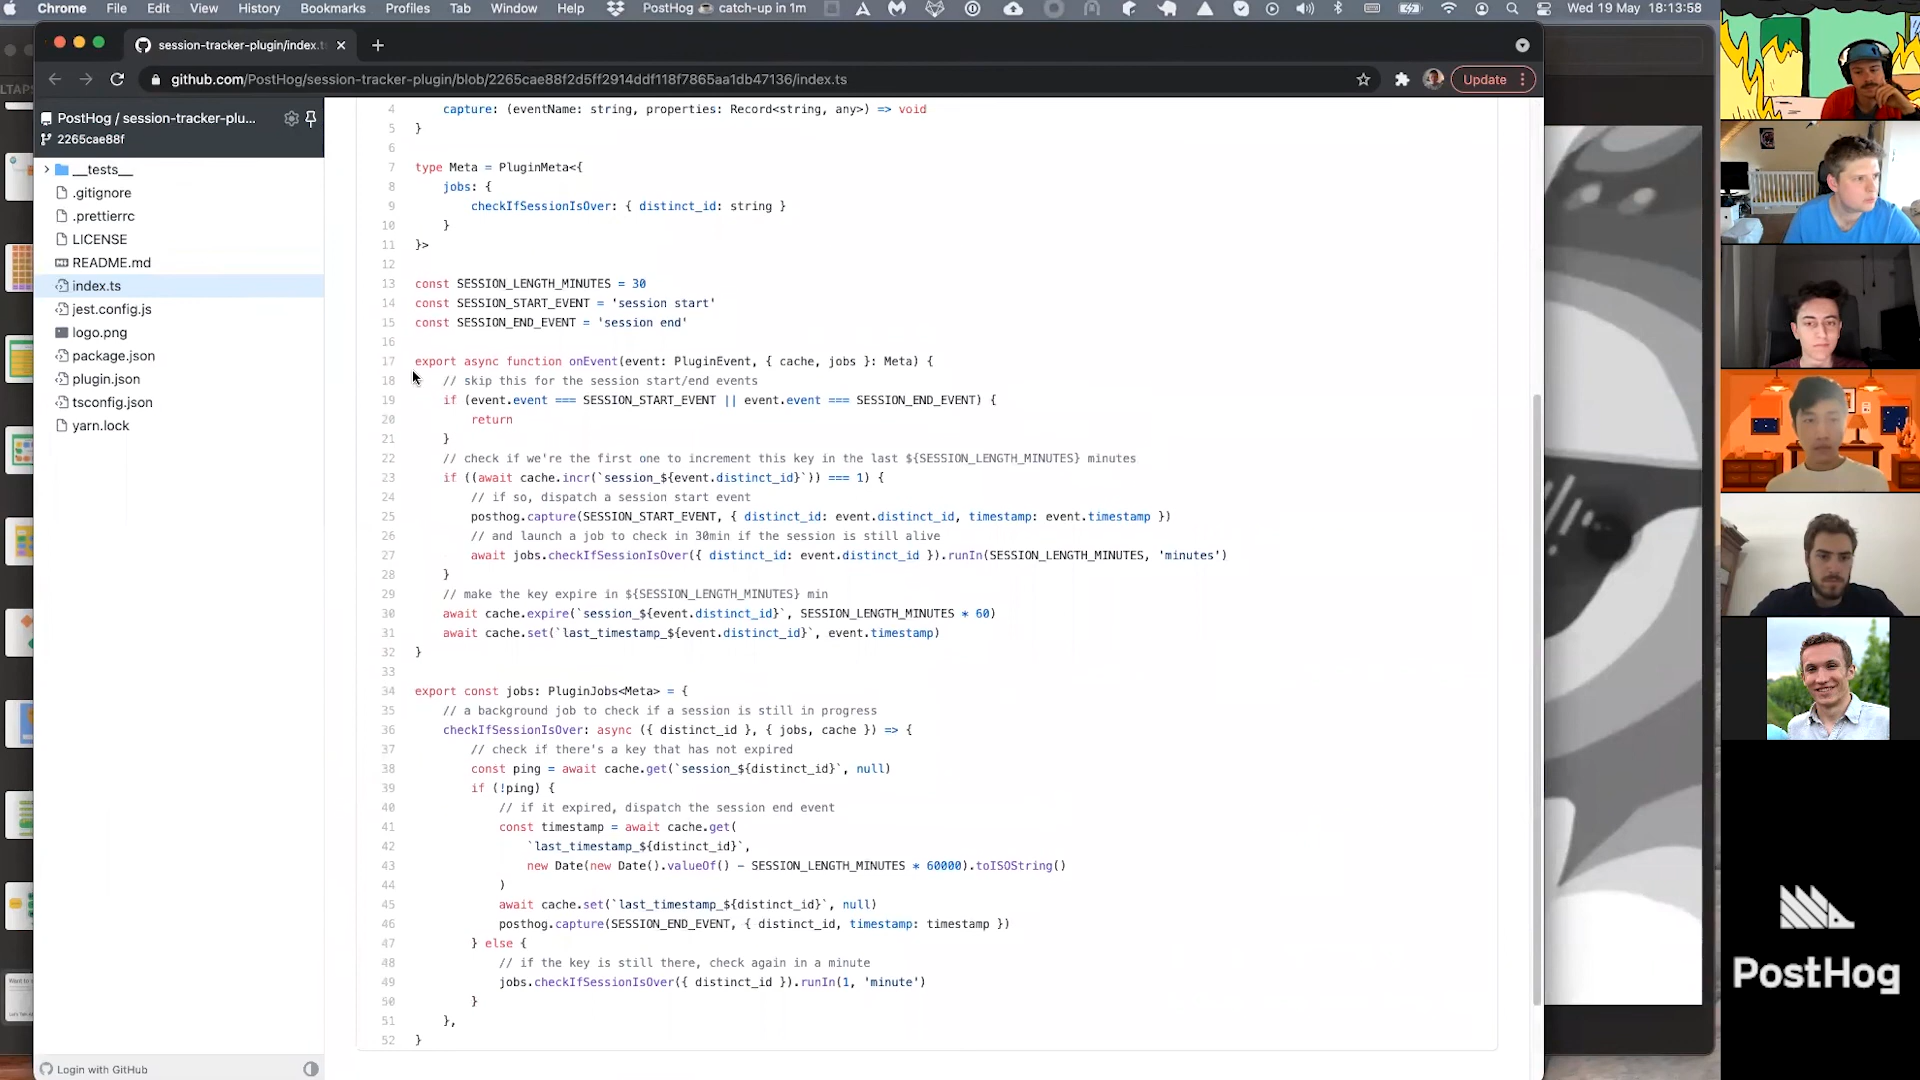 Chrome File Edit View History Bookmarks Profiles Tab Window Help PostHog catch-up in 1m Wed 19 May 18:13:58
session-tracker-plugin/index.t
github.com/PostHog/session-tracker-plugin/blob/2265cae88f2d5ff2914ddf118f7865aa1db47136/index.ts
Update
PostHog / session-tracker-plu...
2265cae88f
__tests__
.gitignore
.prettierrc
LICENSE
README.md
index.ts
jest.config.js
logo.png
package.json
plugin.json
tsconfig.json
yarn.lock
Login with GitHub
4 capture: (eventName: string, properties: Record<string, any>) => void
5 }
6
7 type Meta = PluginMeta<{
8 jobs: {
9 checkIfSessionIsOver: { distinct_id: string }
10 }
11 }>
12
13 const SESSION_LENGTH_MINUTES = 30
14 const SESSION_START_EVENT = 'session start'
15 const SESSION_END_EVENT = 'session end'
16
17 export async function onEvent(event: PluginEvent, { cache, jobs }: Meta) {
18 // skip this for the session start/end events
19 if (event.event === SESSION_START_EVENT || event.event === SESSION_END_EVENT) {
20 return
21 }
22 // check if we're the first one to increment this key in the last ${SESSION_LENGTH_MINUTES} minutes
23 if ((await cache.incr(`session_${event.distinct_id}`)) === 1) {
24 // if so, dispatch a session start event
25 posthog.capture(SESSION_START_EVENT, { distinct_id: event.distinct_id, timestamp: event.timestamp })
26 // and launch a job to check in 30min if the session is still alive
27 await jobs.checkIfSessionIsOver({ distinct_id: event.distinct_id }).runIn(SESSION_LENGTH_MINUTES, 'minutes')
28 }
29 // make the key expire in ${SESSION_LENGTH_MINUTES} min
30 await cache.expire(`session_${event.distinct_id}`, SESSION_LENGTH_MINUTES * 60)
31 await cache.set(`last_timestamp_${event.distinct_id}`, event.timestamp)
32 }
33
34 export const jobs: PluginJobs<Meta> = {
35 // a background job to check if a session is still in progress
36 checkIfSessionIsOver: async ({ distinct_id }, { jobs, cache }) => {
37 // check if there's a key that has not expired
38 const ping = await cache.get(`session_${distinct_id}`, null)
39 if (!ping) {
40 // if it expired, dispatch the session end event
41 const timestamp = await cache.get(
42 `last_timestamp_${distinct_id}`,
43 new Date(new Date().valueOf() - SESSION_LENGTH_MINUTES * 60000).toISOString()
44 )
45 await cache.set(`last_timestamp_${distinct_id}`, null)
46 posthog.capture(SESSION_END_EVENT, { distinct_id, timestamp: timestamp })
47 } else {
48 // if the key is still there, check again in a minute
49 jobs.checkIfSessionIsOver({ distinct_id }).runIn(1, 'minute')
50 }
51 },
52 }
PostHog